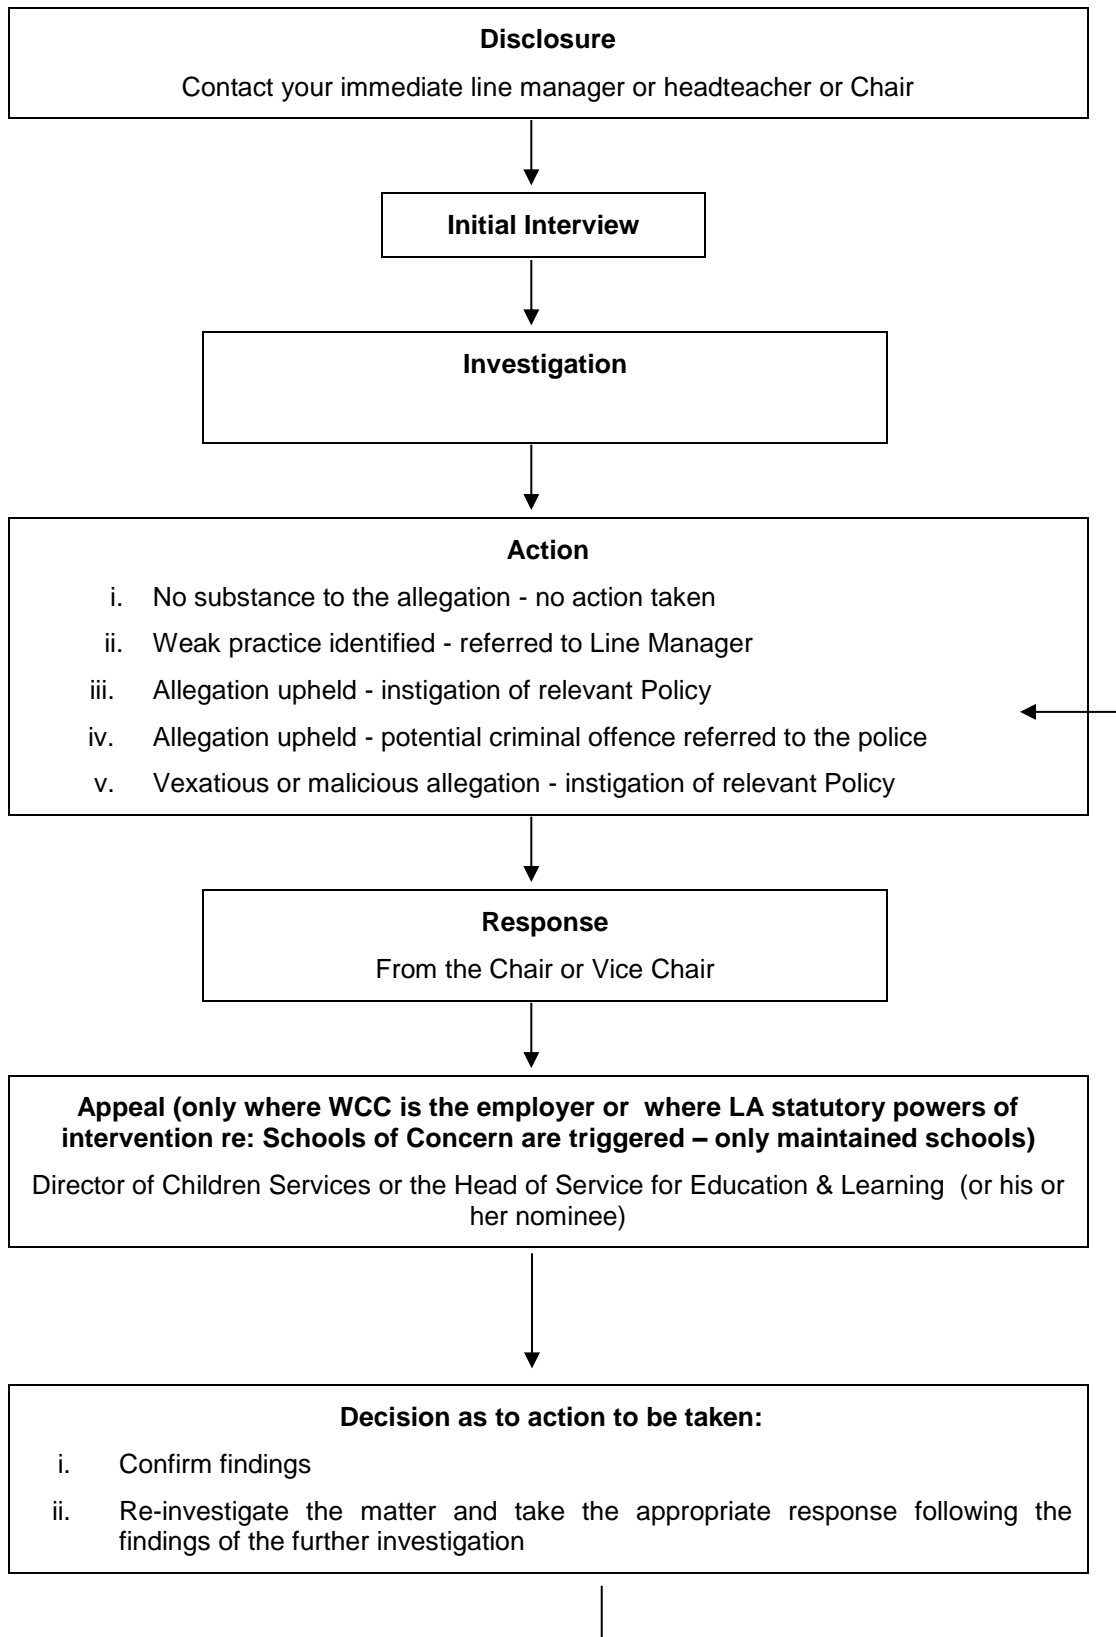 Disclosure
Contact your immediate line manager or headteacher or Chair
Initial Interview
Investigation
Action
i. No substance to the allegation - no action taken
ii. Weak practice identified - referred to Line Manager
iii. Allegation upheld - instigation of relevant Policy
iv. Allegation upheld - potential criminal offence referred to the police
v. Vexatious or malicious allegation - instigation of relevant Policy
Response
From the Chair or Vice Chair
Appeal (only where WCC is the employer or where LA statutory powers of
intervention re: Schools of Concern are triggered – only maintained schools)
Director of Children Services or the Head of Service for Education & Learning (or his or
her nominee)
Decision as to action to be taken:
i. Confirm findings
ii. Re-investigate the matter and take the appropriate response following the
findings of the further investigation